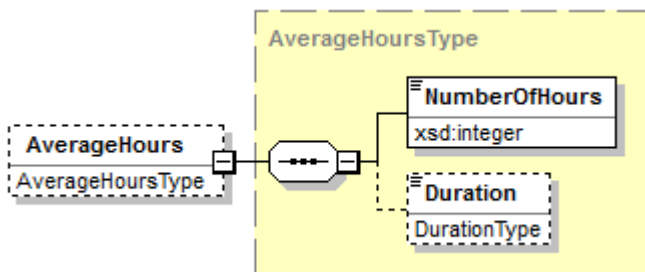 AverageHoursType
AverageHours
AverageHoursType
NumberOfHours
xsd:integer
Duration
DurationType